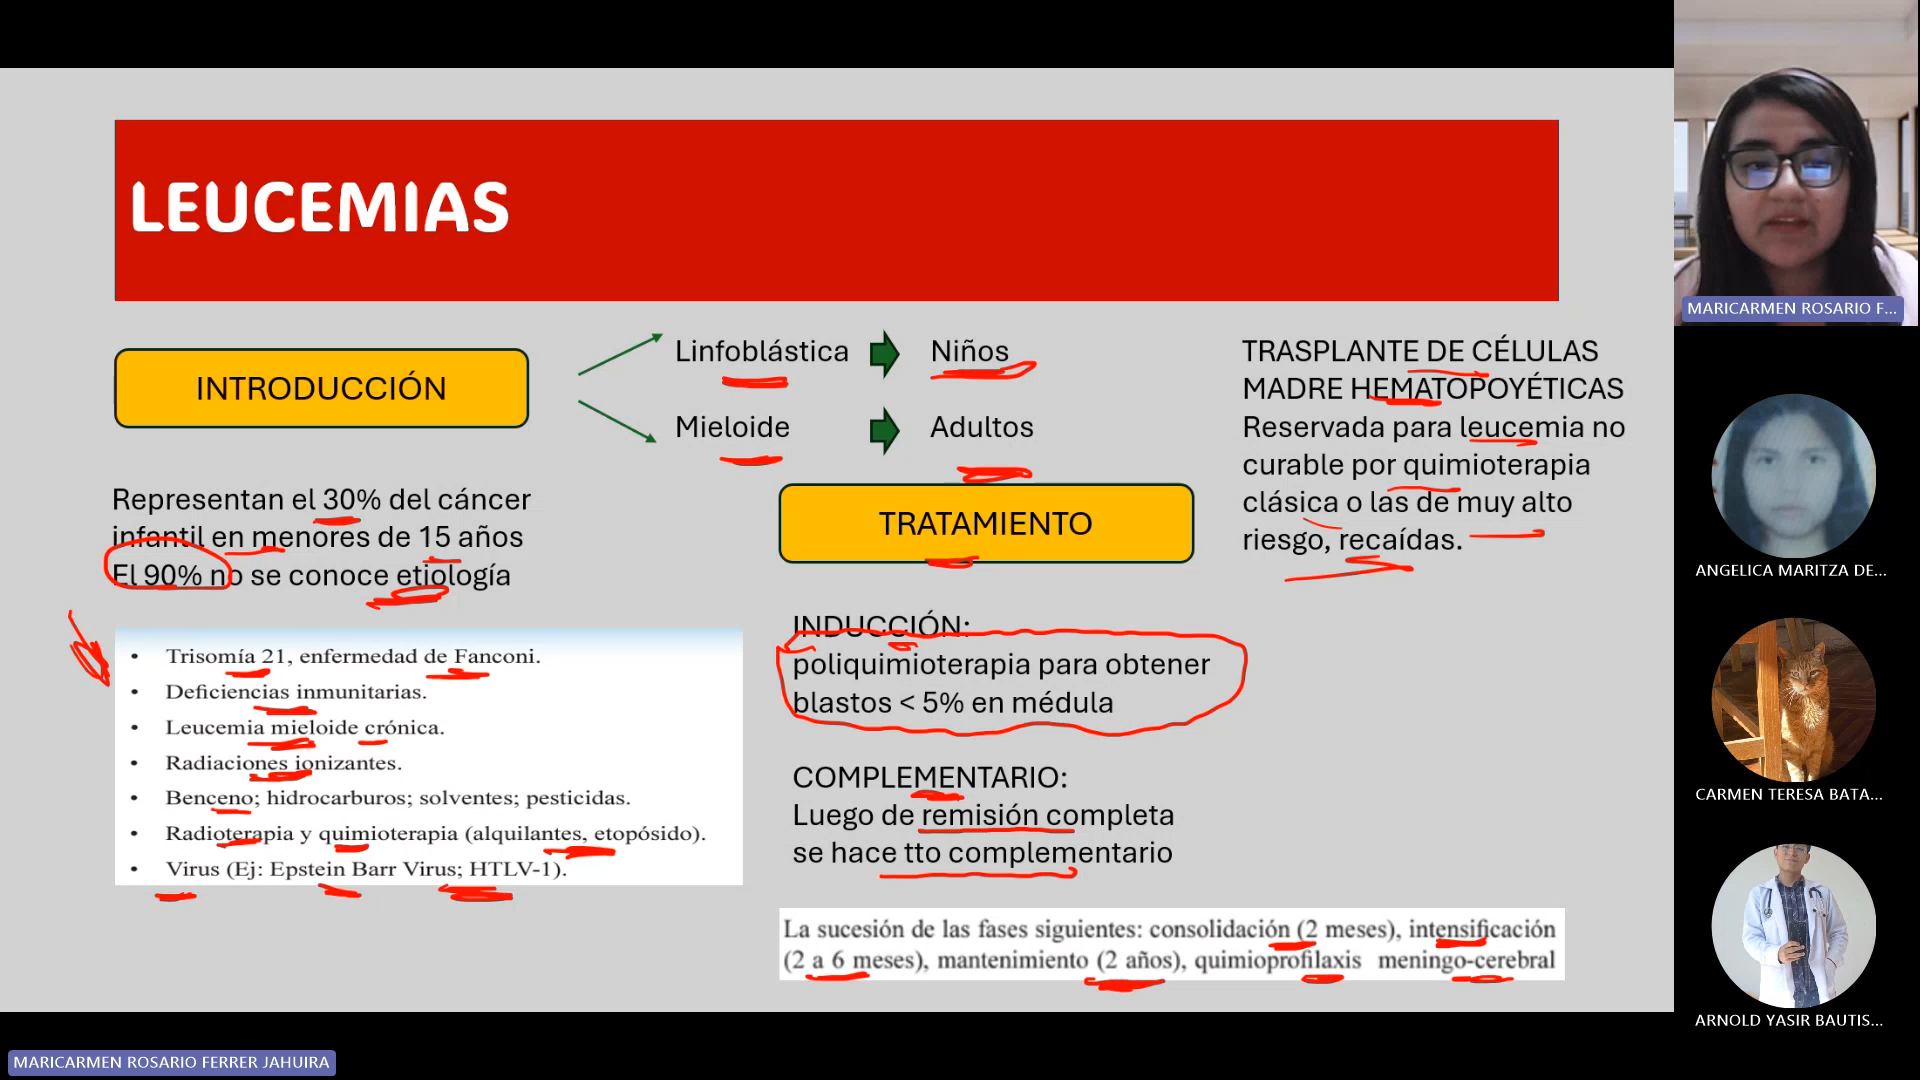 LEUCEMIAS
INTRODUCCIÓN
Linfoblástica
Niños
Mieloide
Adultos
Representan el 30% del cáncer
infantil en menores de 15 años
El 90% no se conoce etiología
• Trisomía 21, enfermedad de Fanconi.
• Deficiencias inmunitarias.
• Leucemia mieloide crónica.
• Radiaciones ionizantes.
• Benceno; hidrocarburos; solventes; pesticidas.
• Radioterapia y quimioterapia (alquilantes, etopósido).
• Virus (Ej: Epstein Barr Virus; HTLV-1).
TRATAMIENTO
INDUCCIÓN:
poliquimioterapia para obtener
blastos < 5% en médula
COMPLEMENTARIO:
Luego de remisión completa
se hace tto complementario
La sucesión de las fases siguientes: consolidación (2 meses), intensificación
(2 a 6 meses), mantenimiento (2 años), quimioprofilaxis meningo-cerebral
TRASPLANTE DE CÉLULAS
MADRE HEMATOPOYÉTICAS
Reservada para leucemia no
curable por quimioterapia
clásica o las de muy alto
riesgo, recaídas.
MARICARMEN ROSARIO F...
ANGELICA MARITZA DE...
CARMEN TERESA BATA...
ARNOLD YASIR BAUTIS...
MARICARMEN ROSARIO FERRER JAHUIRA